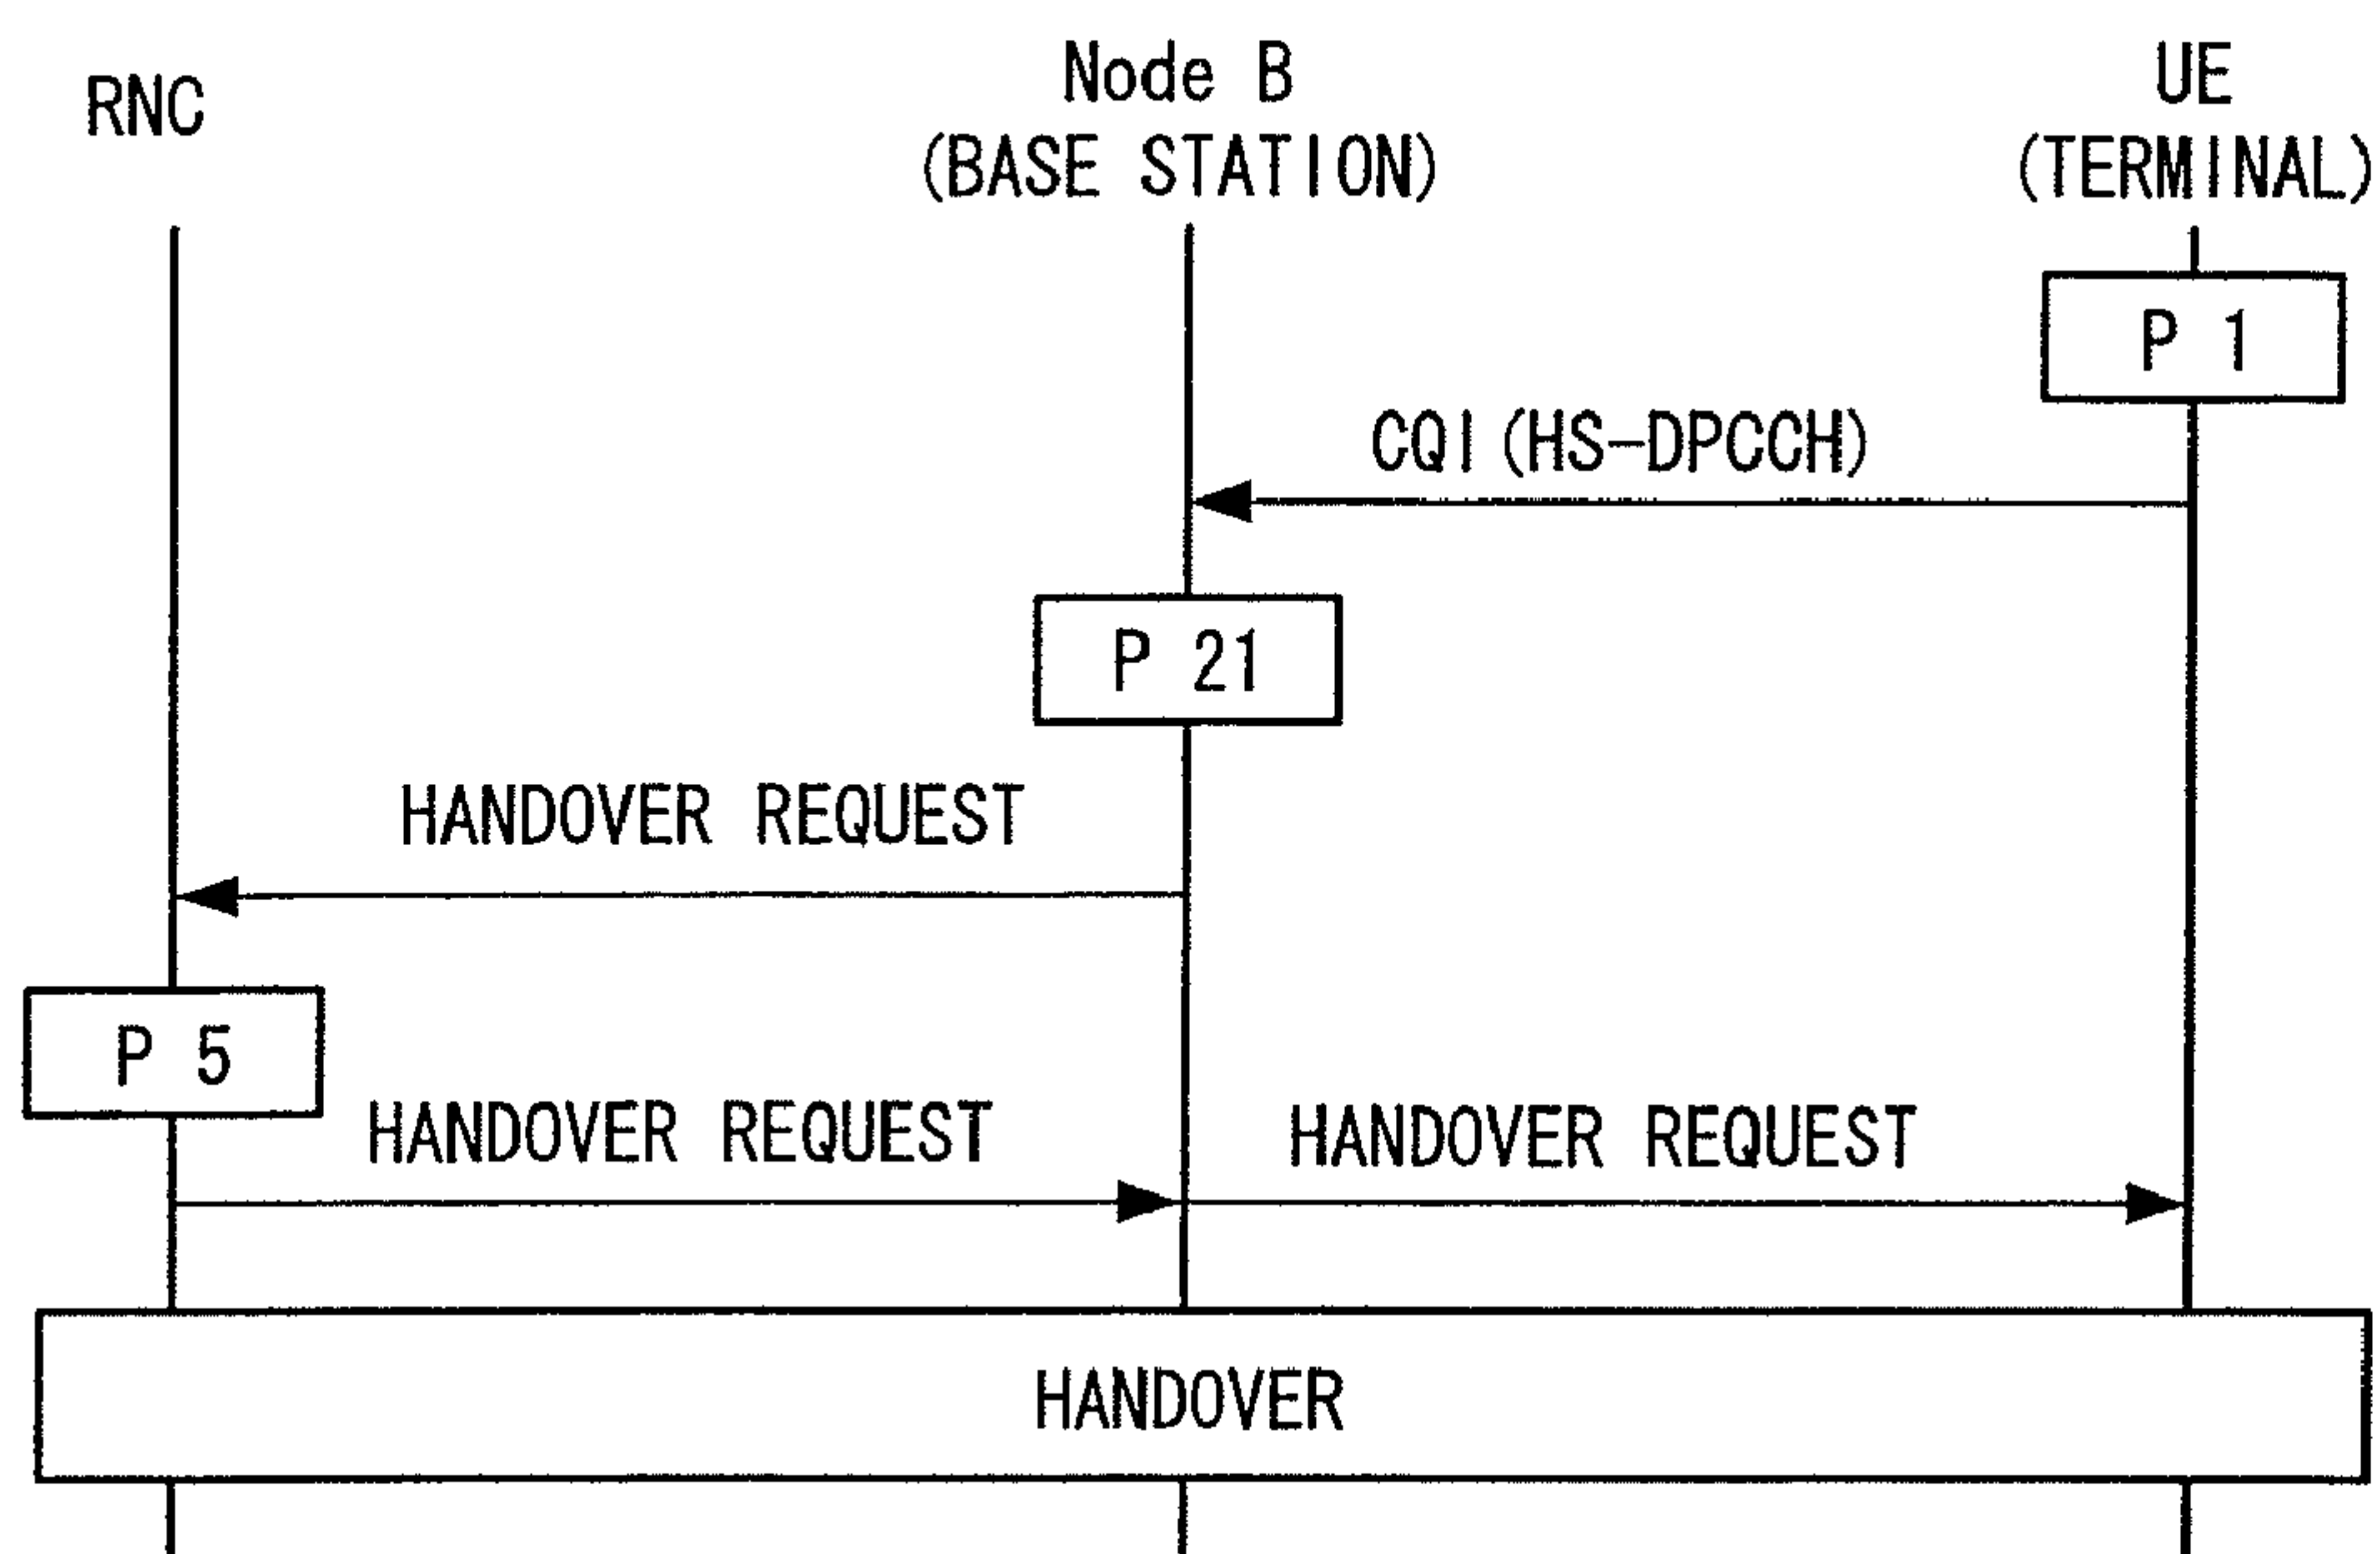 RNC
Node B
(BASE STATION)
UE
(TERMINAL)
P 1
CQI (HS-DPCCH)
P 21
HANDOVER REQUEST
P 5
HANDOVER REQUEST
HANDOVER REQUEST
HANDOVER